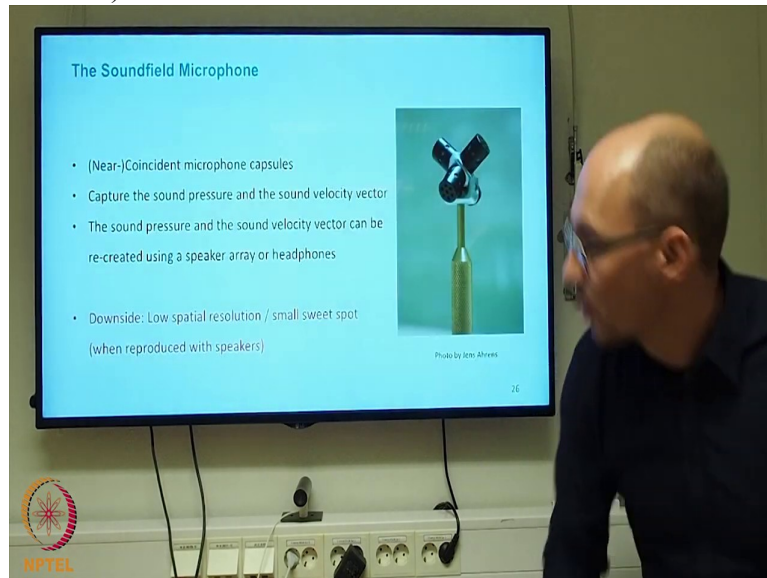 The Soundfield Microphone
• (Near-)Coincident microphone capsules
• Capture the sound pressure and the sound velocity vector
• The sound pressure and the sound velocity vector can be
re-created using a speaker array or headphones
• Downside: Low spatial resolution / small sweet spot
(when reproduced with speakers)
Photo by Jens Ahrens
26
NPTEL